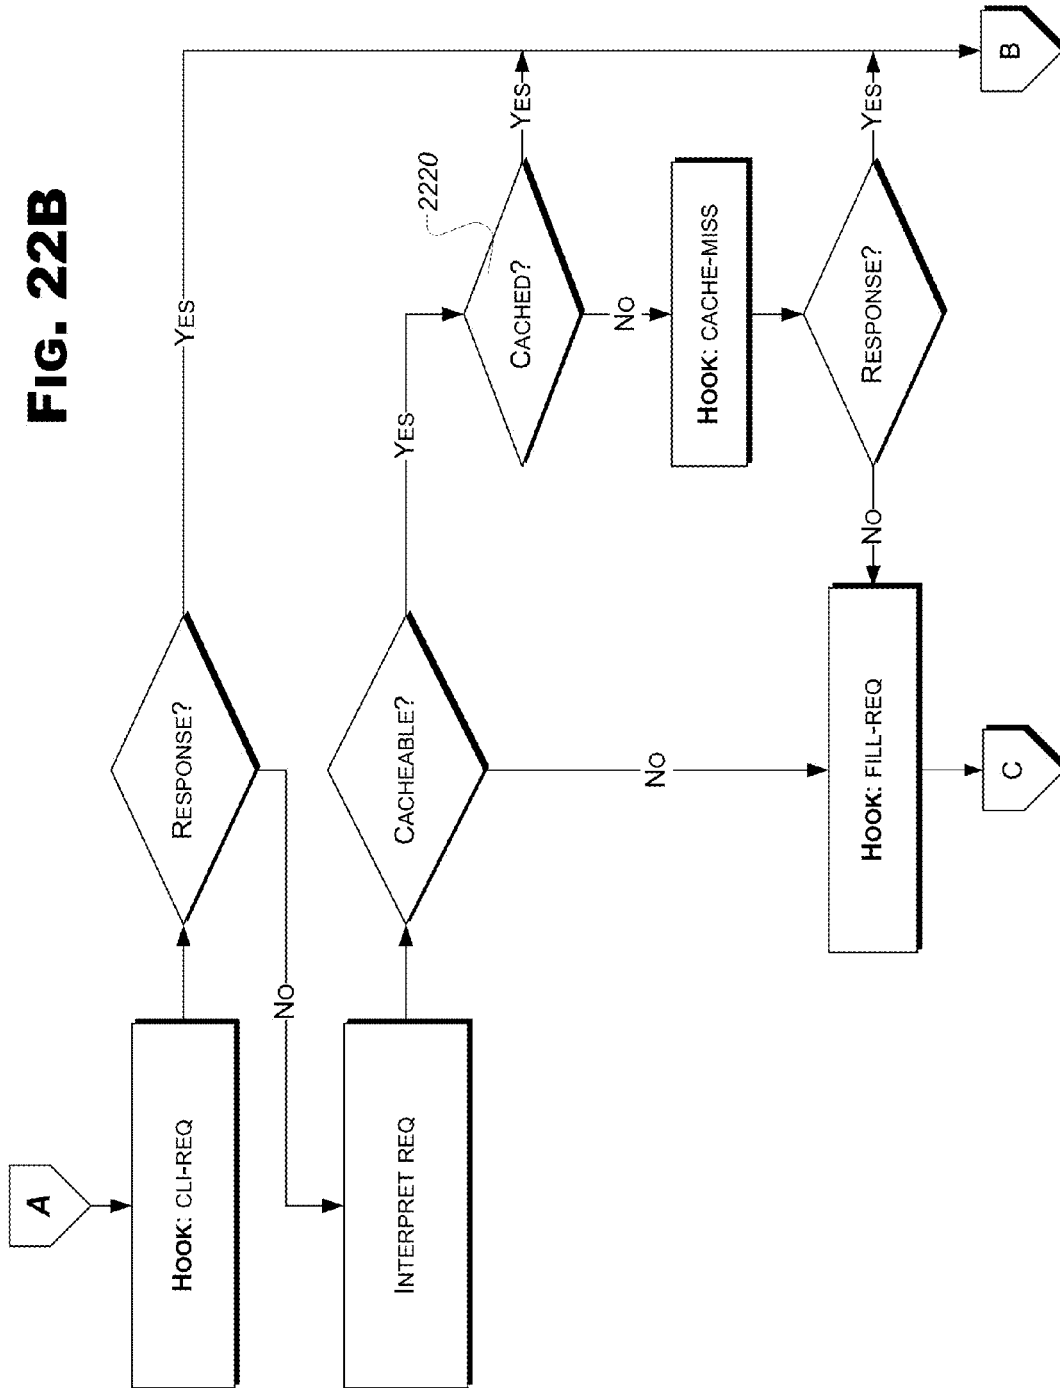 FIG. 22B
A
HOOK: CLI-REQ
RESPONSE?
YES
NO
INTERPRET REQ
CACHEABLE?
YES
CACHED?
2220
YES
NO
NO
HOOK: CACHE-MISS
RESPONSE?
YES
NO
HOOK: FILL-REQ
B
C